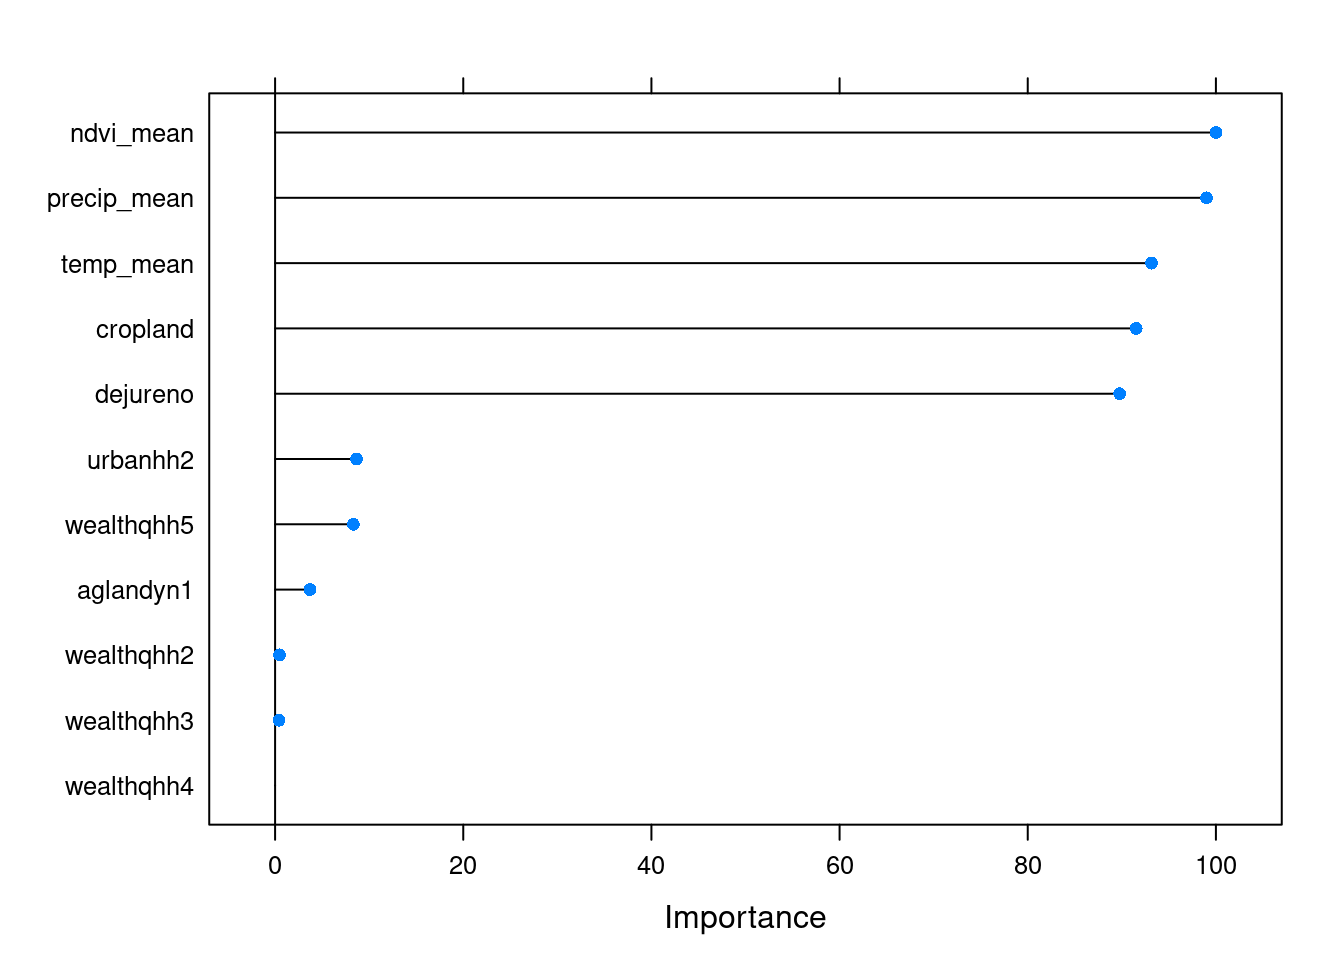 ndvi_mean
precip_mean
temp_mean
cropland
dejureno
urbanhh2
wealthqhh5
aglandyn1
wealthqhh2
wealthqhh3
wealthqhh4
0 20 40 60 80 100
Importance